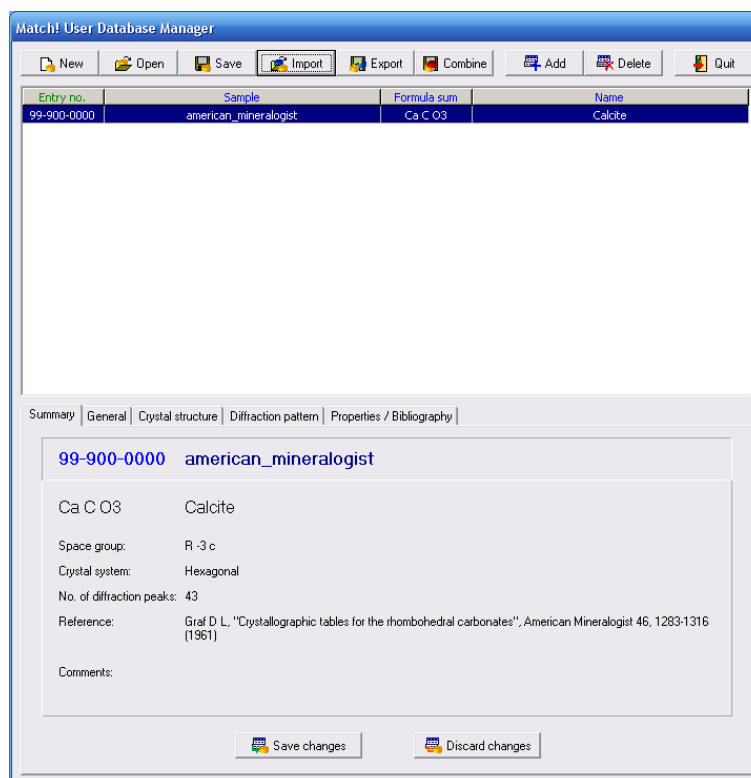 Match! User Database Manager
New Open Save Import Export Combine Add Delete Quit
Entry no. Sample Formula sum Name
99-900-0000 american_mineralogist Ca C O3 Calcite
Summary General Crystal structure Diffraction pattern Properties / Bibliography
99-900-0000 american_mineralogist
Ca C O3 Calcite
Space group: R -3 c
Crystal system: Hexagonal
No. of diffraction peaks: 43
Reference: Graf D L, "Crystallographic tables for the rhombohedral carbonates", American Mineralogist 46, 1283-1316
(1961)
Comments:
Save changes Discard changes